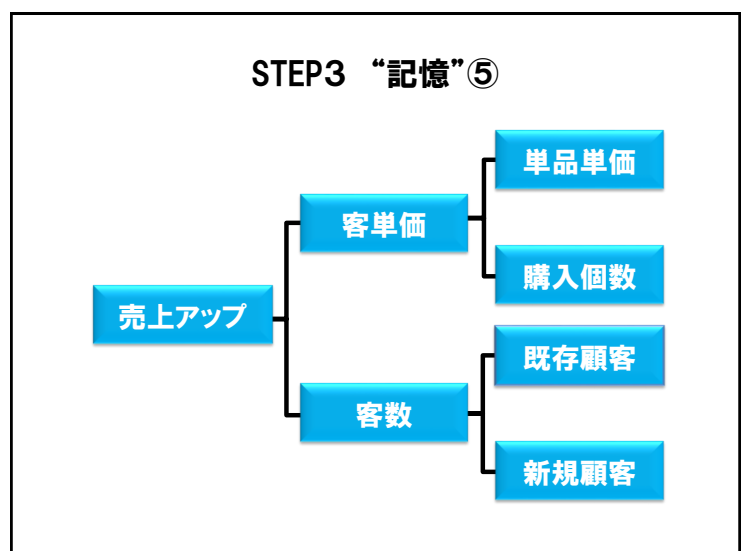 STEP3 “記憶”⑤
単品単価
客単価
購入個数
売上アップ
既存顧客
客数
新規顧客